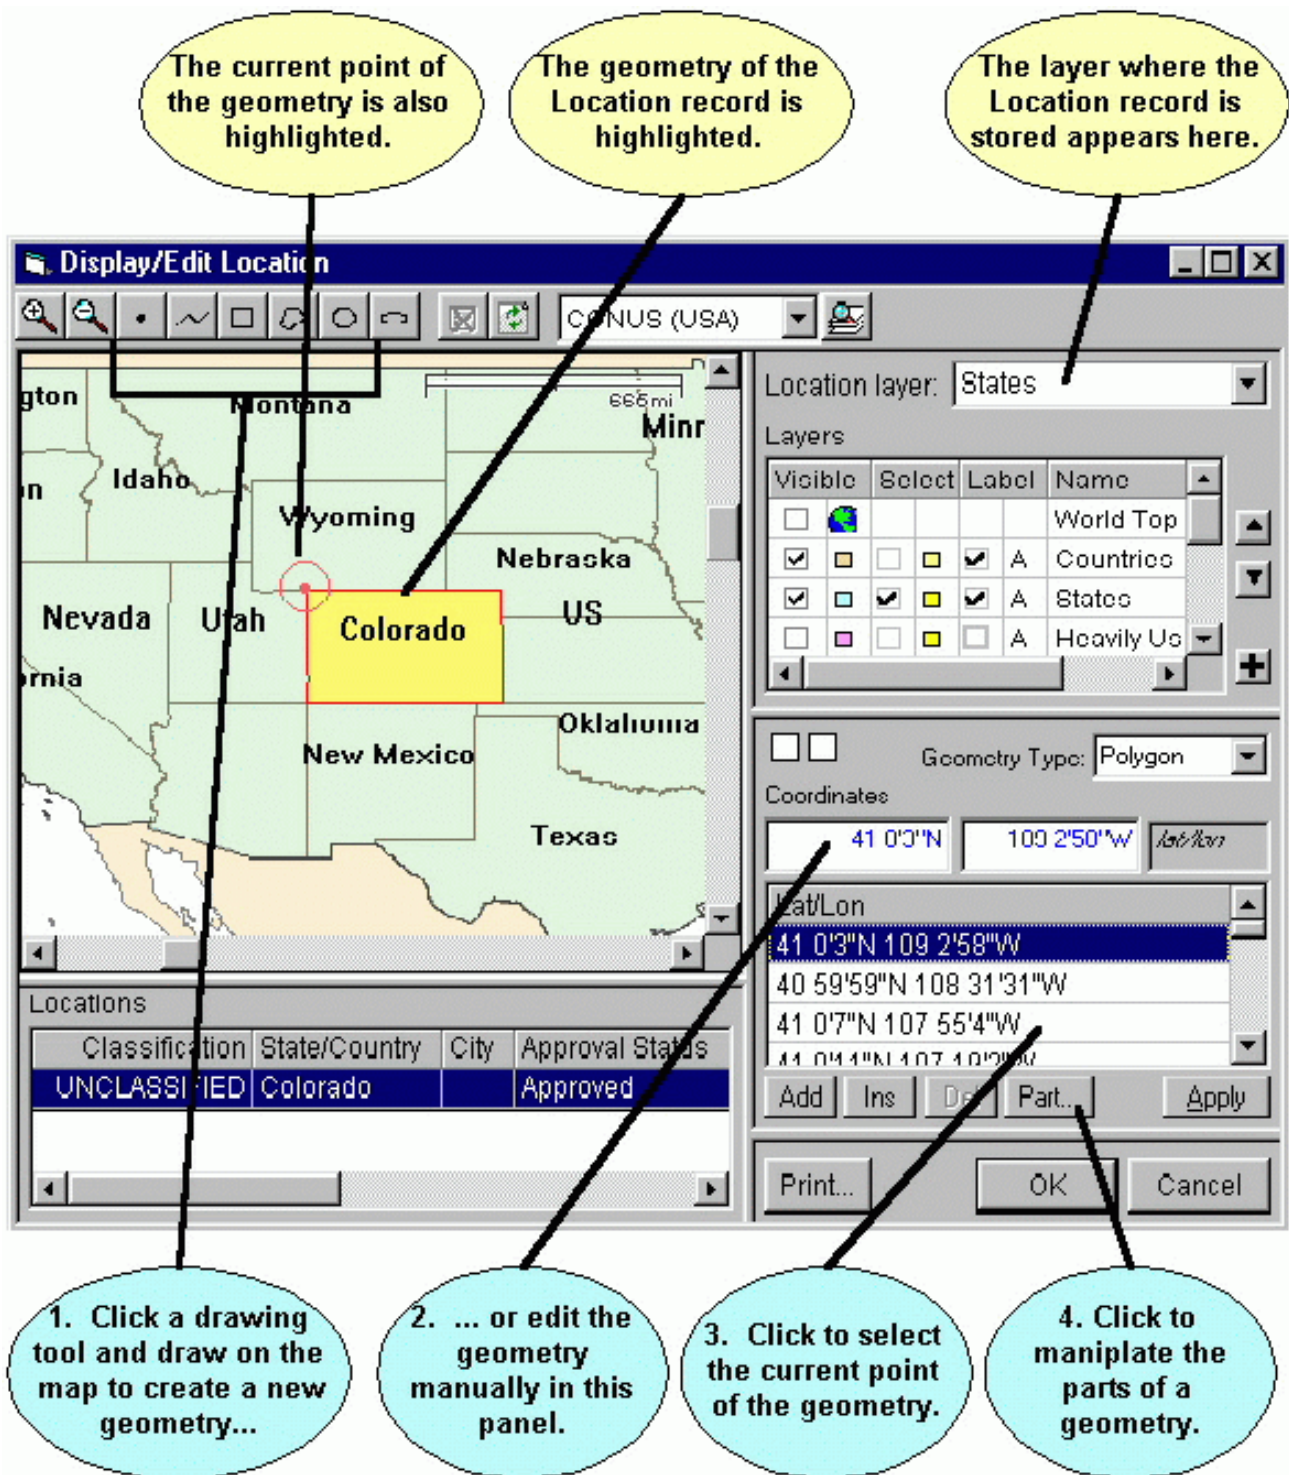 The current point of
the geometry is also
highlighted.
The geometry of the
Location record is
highlighted.
The layer where the
Location record is
stored appears here.
Display/Edit Location
CONUS (USA)
gton
Montana
665mi
Minr
n
Idaho
Wyoming
Nebraska
Nevada
Utah
Colorado
US
ornia
New Mexico
Oklahoma
Texas
Location layer: States
Layers
Visible Select Label Name
World Top
A Countries
A States
A Heavily Us
Geometry Type: Polygon
Coordinates
41 0'3"N 109 2'50"W lat/lon
Lat/Lon
41 0'3"N 109 2'58"W
40 59'59"N 108 31'31"W
41 0'7"N 107 55'4"W
Add Ins Del Part... Apply
Print... OK Cancel
Locations
Classification State/Country City Approval Status
UNCLASSIFIED Colorado Approved
1. Click a drawing
tool and draw on the
map to create a new
geometry...
2. ... or edit the
geometry
manually in this
panel.
3. Click to select
the current point
of the geometry.
4. Click to
maniplate the
parts of a
geometry.